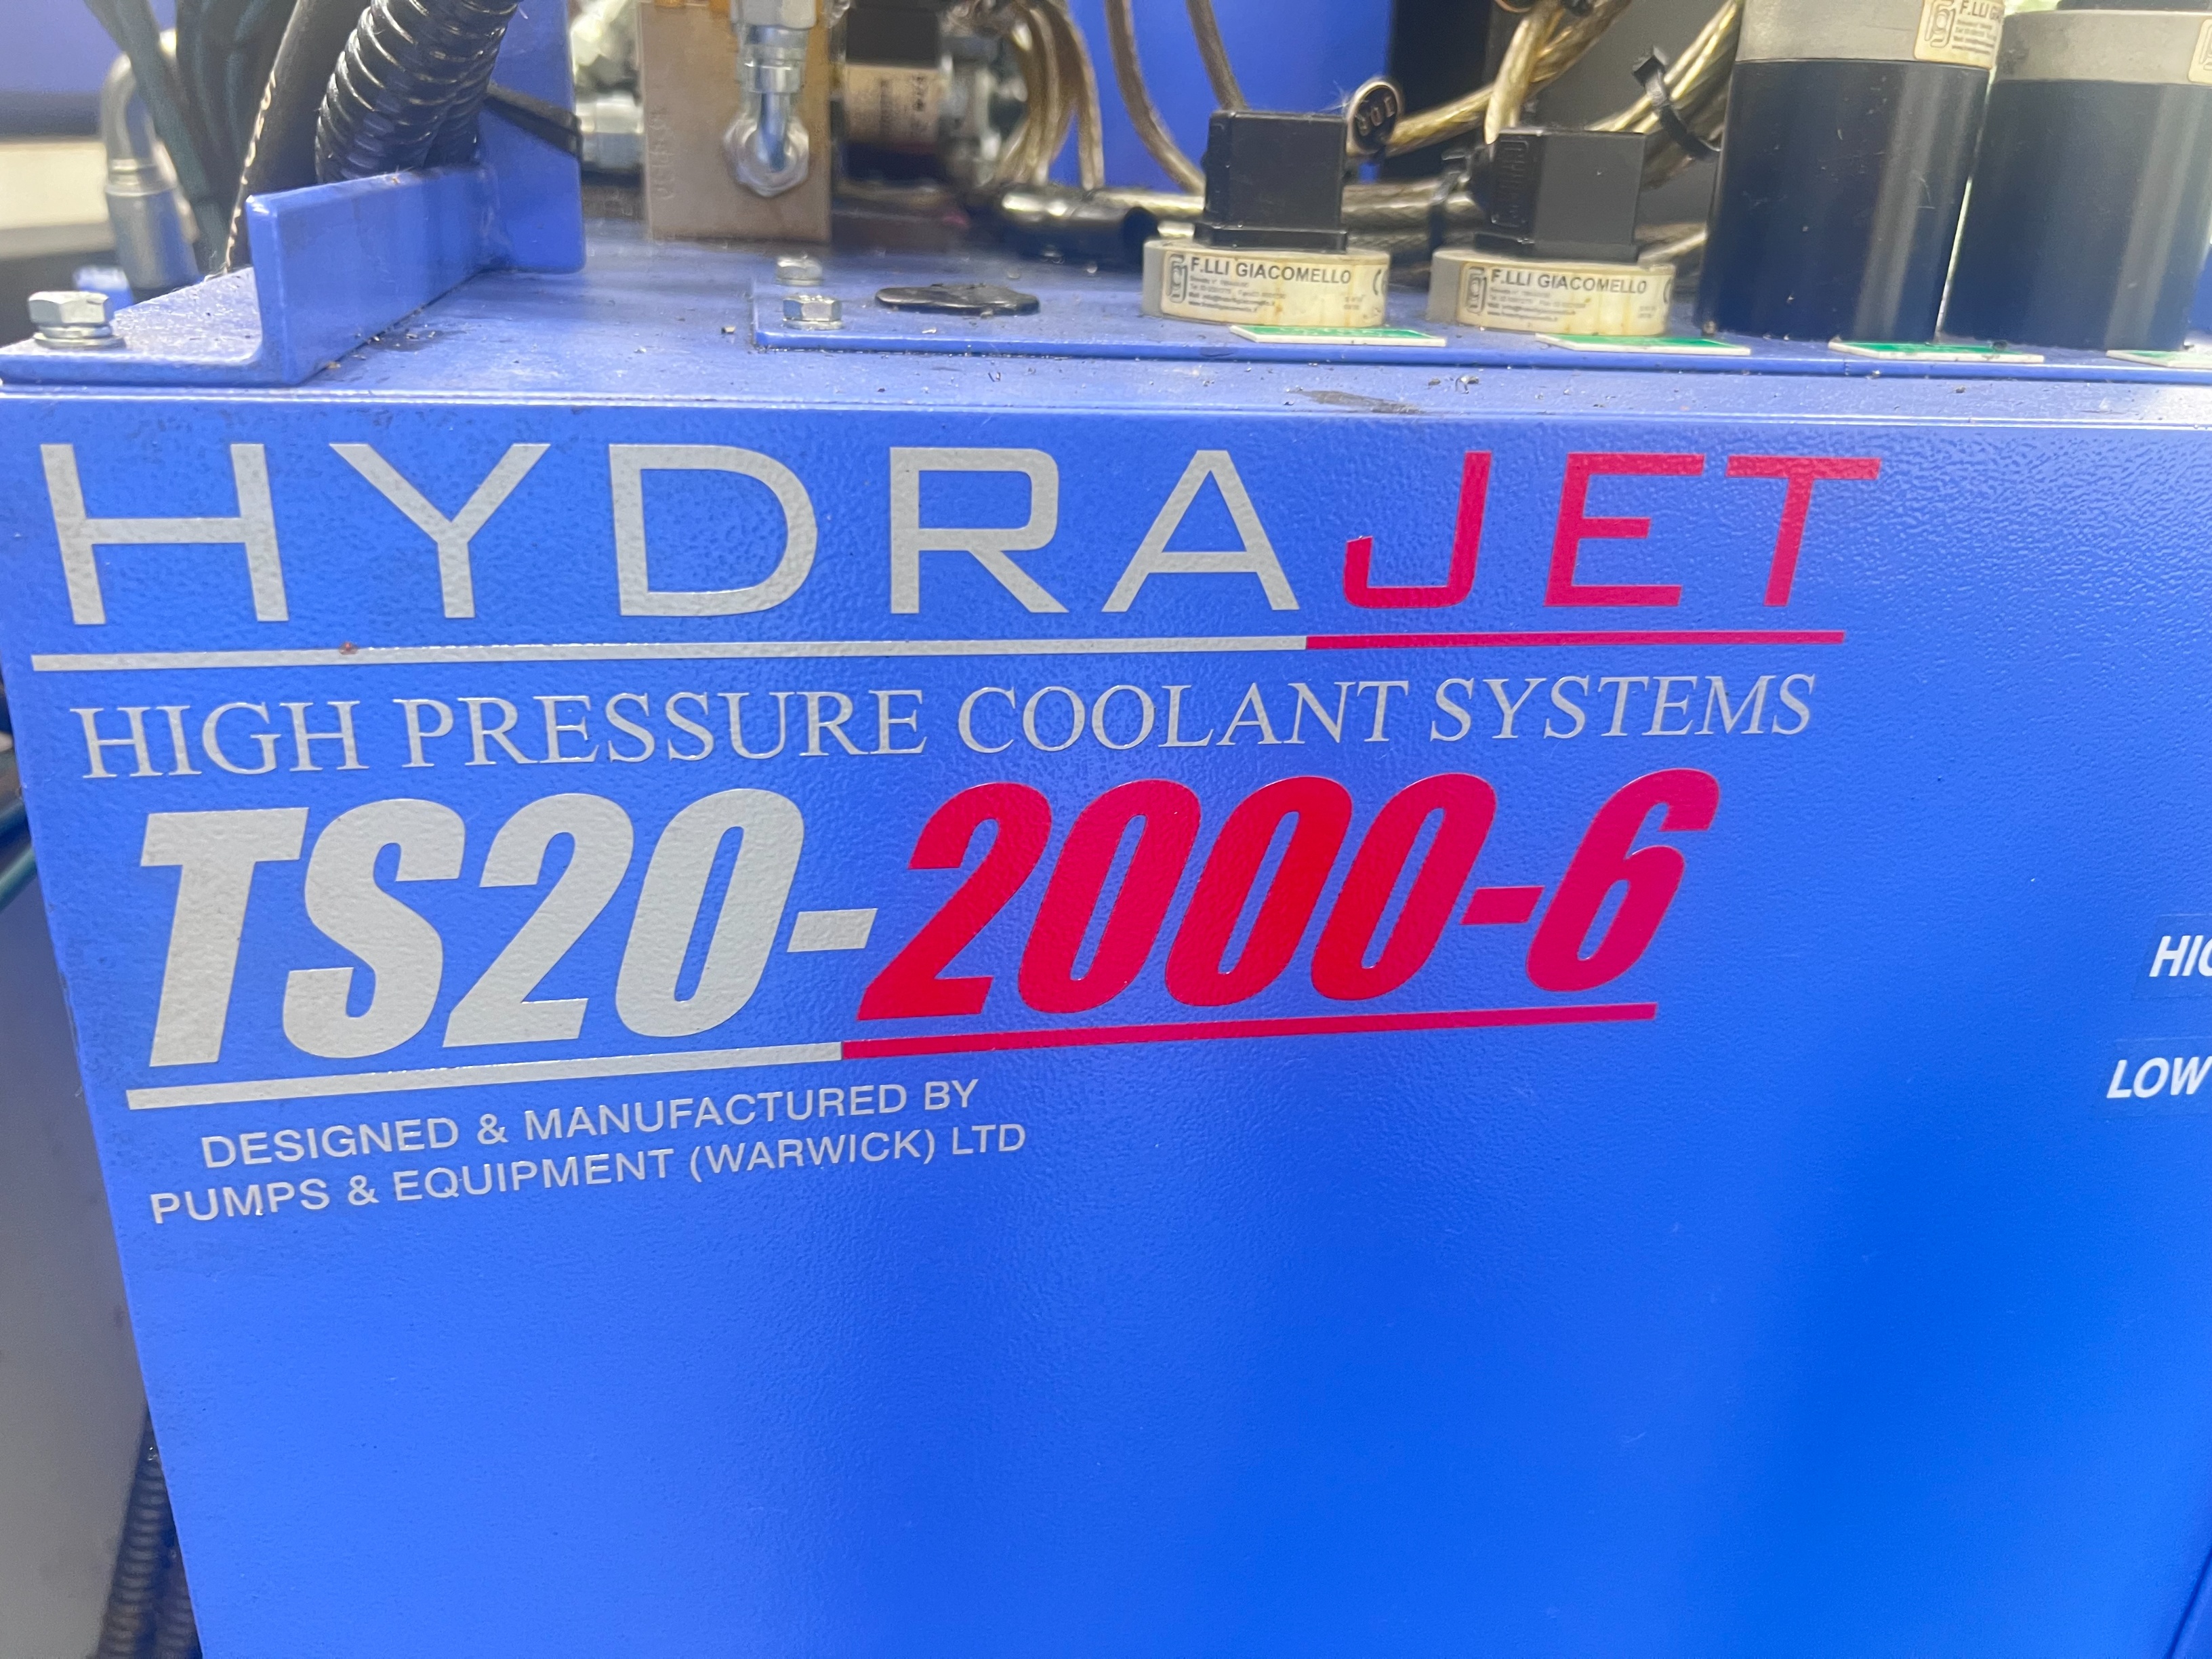 F.LLI GIACOMELLO
F.LLI GIACOMELLO
HYDRAJET
HIGH PRESSURE COOLANT SYSTEMS
TS20-2000-6
DESIGNED & MANUFACTURED BY
PUMPS & EQUIPMENT (WARWICK) LTD
LOW